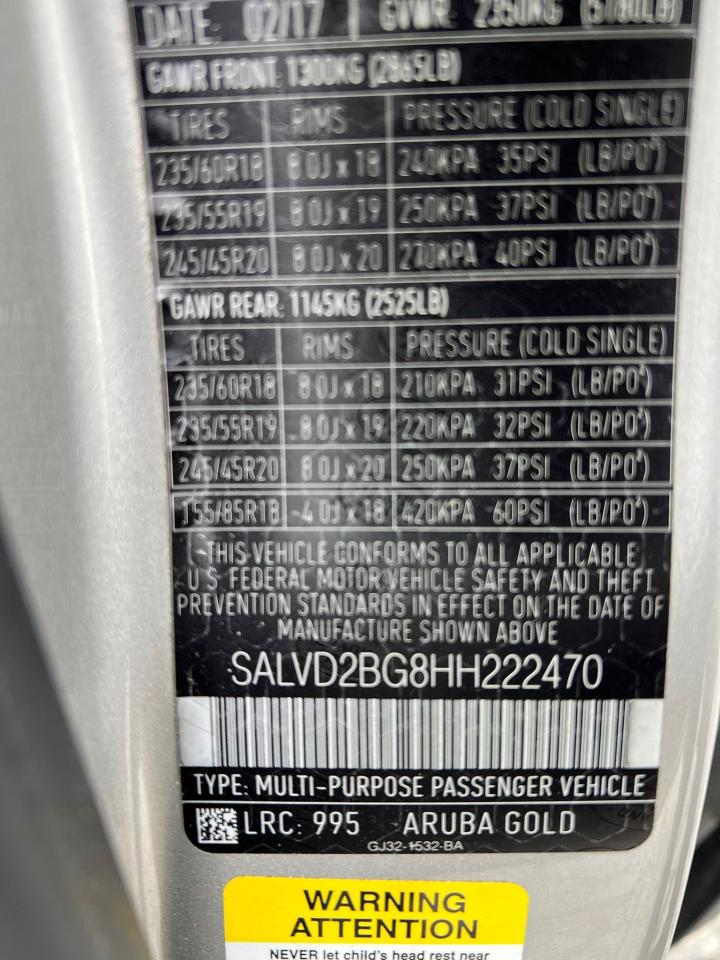 DATE: 02/17 GVWR: 2350KG (5180LB)
GAWR FRONT: 1300KG (2865LB)
TIRES RIMS PRESSURE (COLD SINGLE)
235/60R18 8.0J x 18 240KPA 35PSI (LB/PO²)
235/55R19 8.0J x 19 250KPA 37PSI (LB/PO²)
245/45R20 8.0J x 20 270KPA 40PSI (LB/PO²)
GAWR REAR: 1145KG (2525LB)
TIRES RIMS PRESSURE (COLD SINGLE)
235/60R18 8.0J x 18 210KPA 31PSI (LB/PO²)
235/55R19 8.0J x 19 220KPA 32PSI (LB/PO²)
245/45R20 8.0J x 20 250KPA 37PSI (LB/PO²)
T55/85R18 4.0J x 18 420KPA 60PSI (LB/PO²)
THIS VEHICLE CONFORMS TO ALL APPLICABLE
U.S. FEDERAL MOTOR VEHICLE SAFETY AND THEFT
PREVENTION STANDARDS IN EFFECT ON THE DATE OF
MANUFACTURE SHOWN ABOVE
SALVD2BG8HH222470
TYPE: MULTI-PURPOSE PASSENGER VEHICLE
LRC: 995 ARUBA GOLD
GJ32-1532-BA
WARNING
ATTENTION
NEVER let child's head rest near